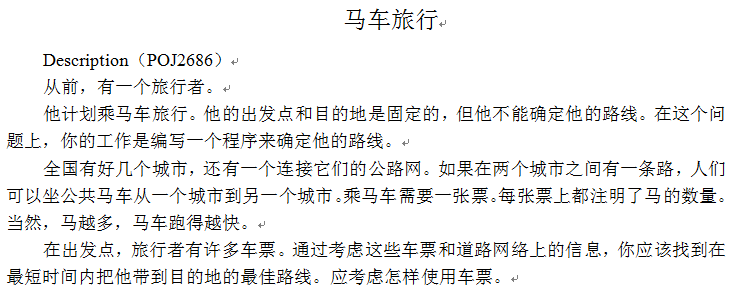 马车旅行
Description（POJ2686）
从前，有一个旅行者。
他计划乘马车旅行。他的出发点和目的地是固定的，但他不能确定他的路线。在这个问
题上，你的工作是编写一个程序来确定他的路线。
全国有好几个城市，还有一个连接它们的公路网。如果在两个城市之间有一条路，人们
可以坐公共马车从一个城市到另一个城市。乘马车需要一张票。每张票上都注明了马的数量。
当然，马越多，马车跑得越快。
在出发点，旅行者有许多车票。通过考虑这些车票和道路网络上的信息，你应该找到在
最短时间内把他带到目的地的最佳路线。应考虑怎样使用车票。